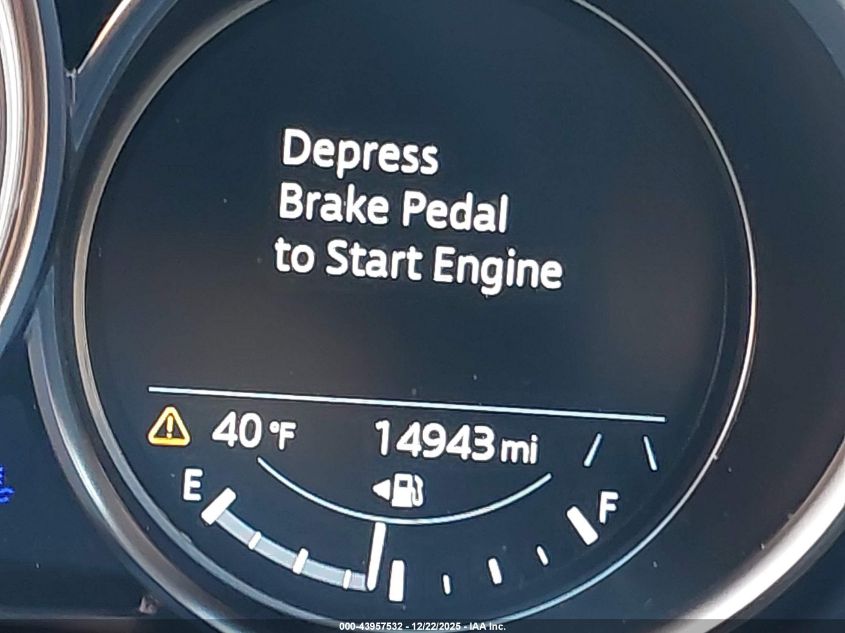 Depress
Brake Pedal
to Start Engine
40 °F 14943 mi
E F
000-43957532 - 12/22/2025 - IAA Inc.